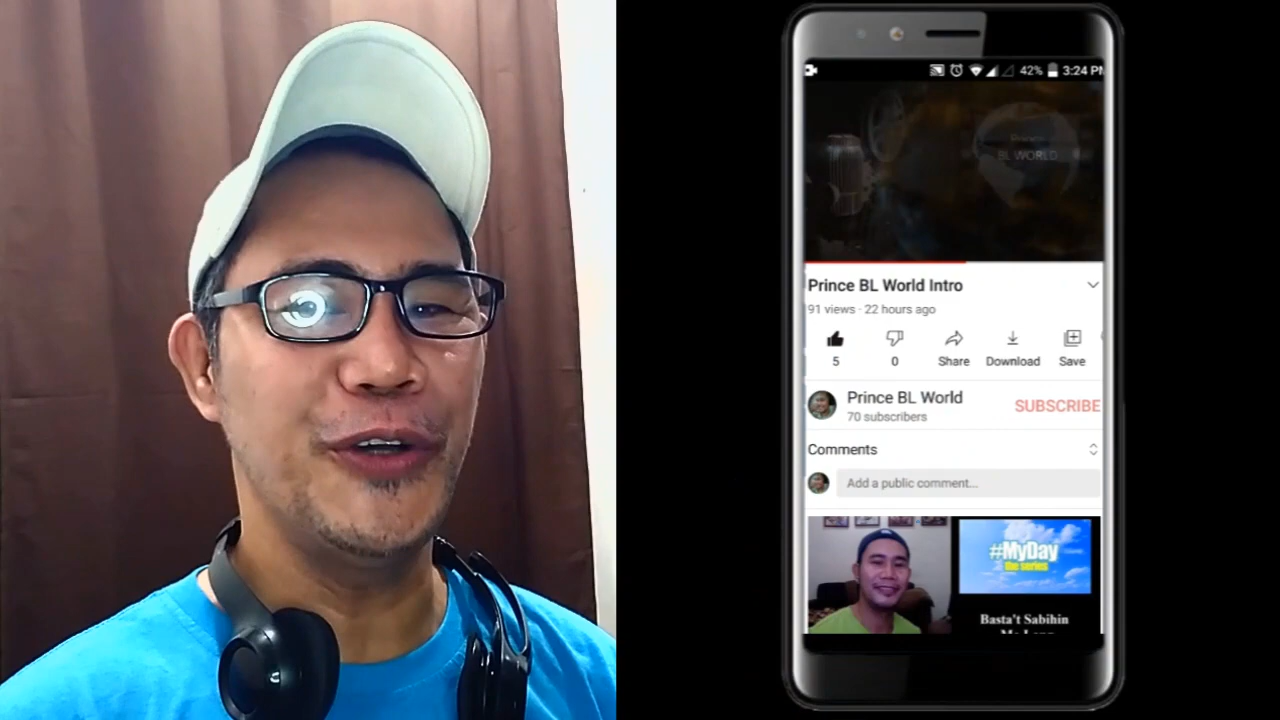 42% 3:24 PM
Prince
BL WORLD
Prince BL World Intro
91 views · 22 hours ago
5
0
Share
Download
Save
Prince BL World
70 subscribers
SUBSCRIBE
Comments
Add a public comment...
#MyDay
the series
Basta't Sabihin